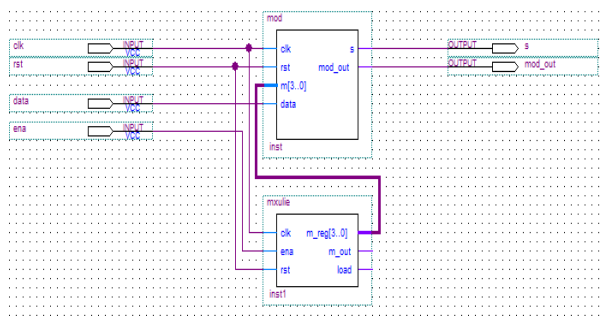 mod
clk INPUT VCC clk s OUTPUT s
rst INPUT VCC rst mod_out OUTPUT mod_out
m[3..0]
data INPUT VCC data
ena INPUT VCC
inst
mxulie
clk m_reg[3..0]
ena m_out
rst load
inst1